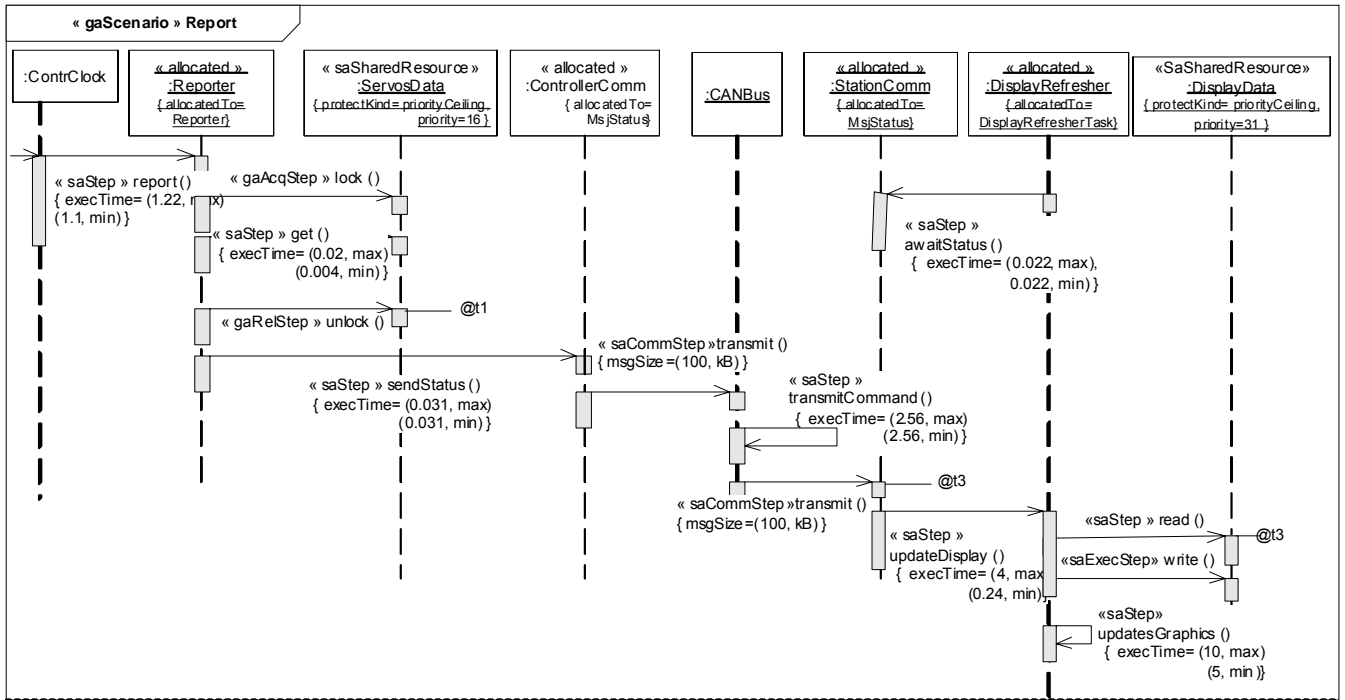 « gaScenario » Report
:ContrClock
« allocated »
:Reporter
{ allocatedTo=
Reporter}
« saSharedResource »
:ServosData
{ protectKind= priorityCeiling,
priority=16 }
« allocated »
:ControllerComm
{ allocatedTo=
MsjStatus}
:CANBus
« allocated »
:StationComm
{ allocatedTo=
MsjStatus}
« allocated »
:DisplayRefresher
{ allocatedTo=
DisplayRefresherTask}
«SaSharedResource»
:DisplayData
{ protectKind= priorityCeiling,
priority=31 }
« saStep » report()
{ execTime= (1.22, max)
(1.1, min) }
« gaAcqStep » lock ()
« saStep » get ()
{ execTime= (0.02, max)
(0.004, min) }
« saStep »
awaitStatus()
{ execTime= (0.022, max),
0.022, min) }
« gaRelStep » unlock ()
@t1
« saCommStep »transmit ()
{ msgSize=(100, kB) }
« saStep » sendStatus()
{ execTime= (0.031, max)
(0.031, min) }
« saStep »
transmitCommand()
{ execTime= (2.56, max)
(2.56, min) }
@t3
« saCommStep»transmit ()
{ msgSize=(100, kB) }
« saStep »
updateDisplay ()
{ execTime= (4, max
(0.24, min)}
«saStep » read ()
@t3
«saExecStep» write ()
«saStep»
updatesGraphics ()
{ execTime= (10, max)
(5, min )}